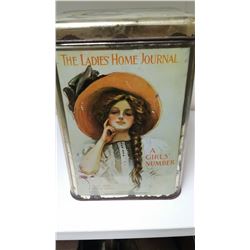 THE LADIES' HOME JOURNAL
A
GIRLS'
NUMBER